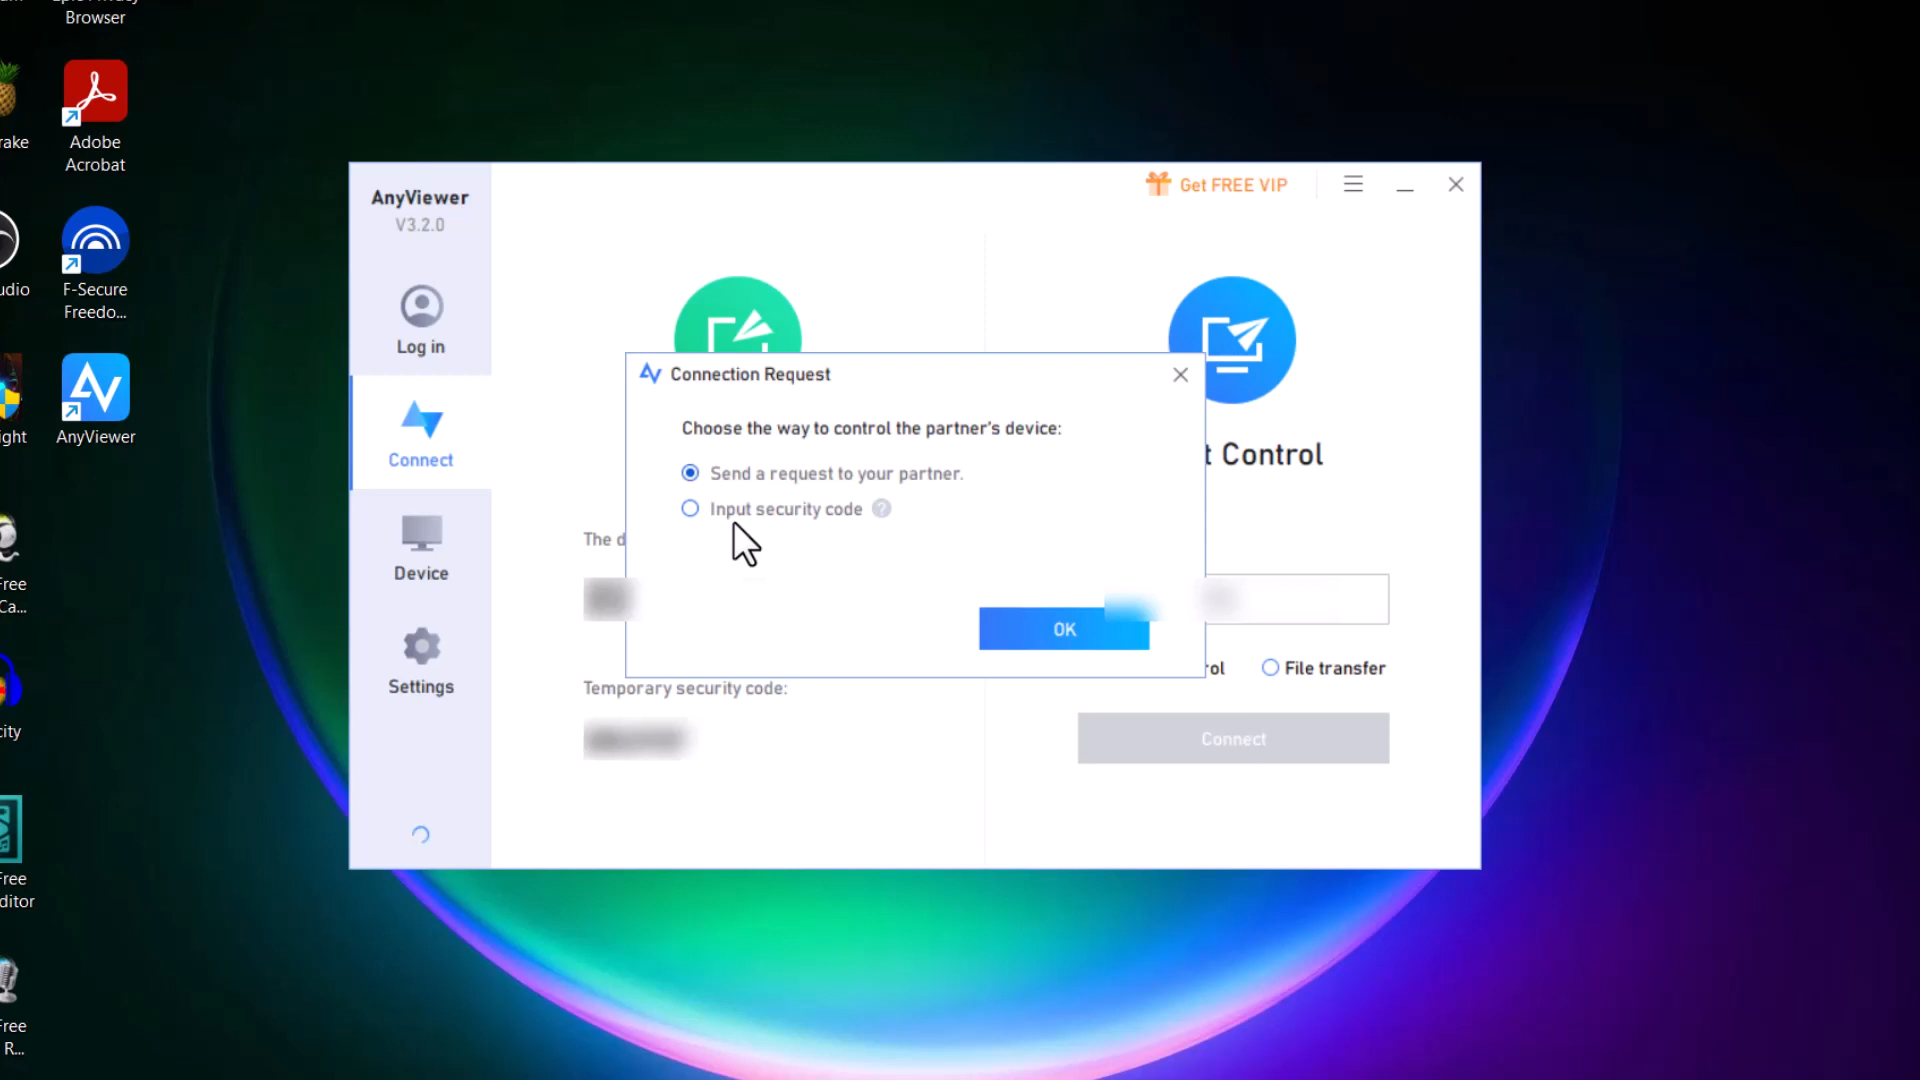 Browser
rake
Adobe
Acrobat
udio
F-Secure
Freedo...
ight
AnyViewer
Free
Ca...
city
Free
ditor
Free
R...
AnyViewer
V3.2.0
Log in
Connect
Device
Settings
Get FREE VIP
t Control
The d
Temporary security code:
rol
File transfer
Connect
Connection Request
Choose the way to control the partner's device:
Send a request to your partner.
Input security code ?
OK